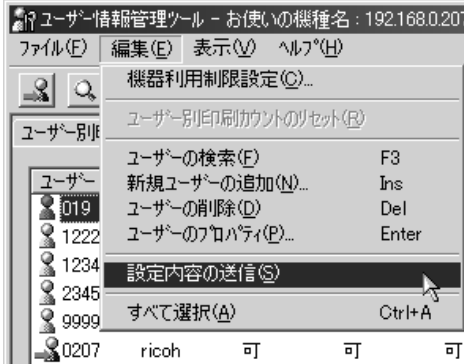 ユーザー情報管理ツール - お使いの機種名 : 192.168.0.207
ファイル(F) 編集(E) 表示(V) ヘルプ(H)
機器利用制限設定(C)...
ユーザー別印刷カウントのリセット(R)
ユーザー別
ユーザーの検索(F) F3
ユーザー
新規ユーザーの追加(N)... Ins
019
ユーザーの削除(D) Del
1222
ユーザーのプロパティ(P)... Enter
1234
設定内容の送信(S)
2345
すべて選択(A) Ctrl+A
9999
0207 ricoh 可 可 可